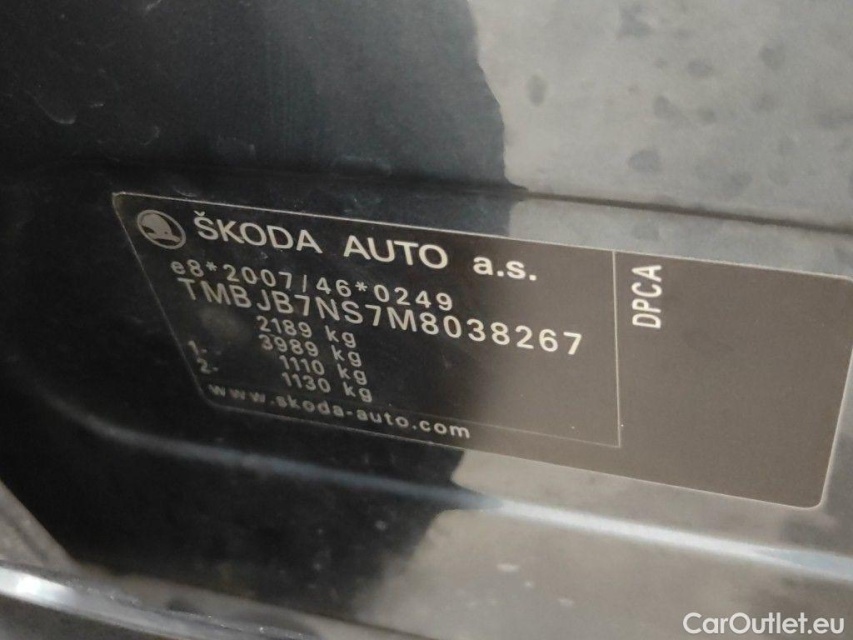 ŠKODA AUTO a.s.
e8*2007/46*0249
TMBJB7NS7M8038267
2189 kg
3989 kg
1- 1110 kg
2- 1130 kg
www.skoda-auto.com
DPCA
CarOutlet.eu